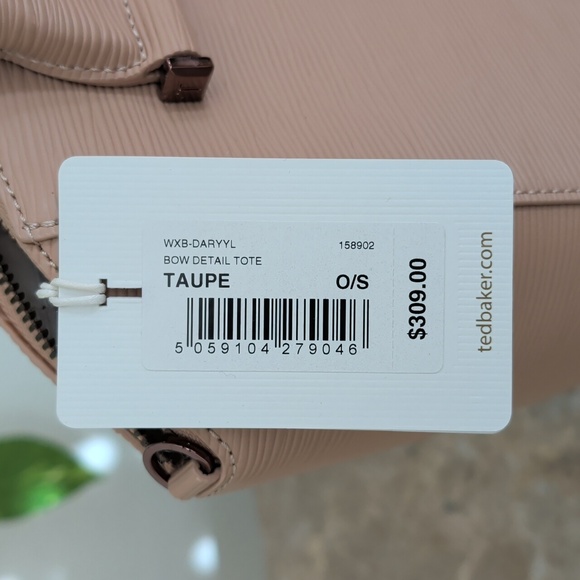 WXB-DARYYL 158902
BOW DETAIL TOTE
TAUPE O/S
5 059104 279046
$309.00
tedbaker.com